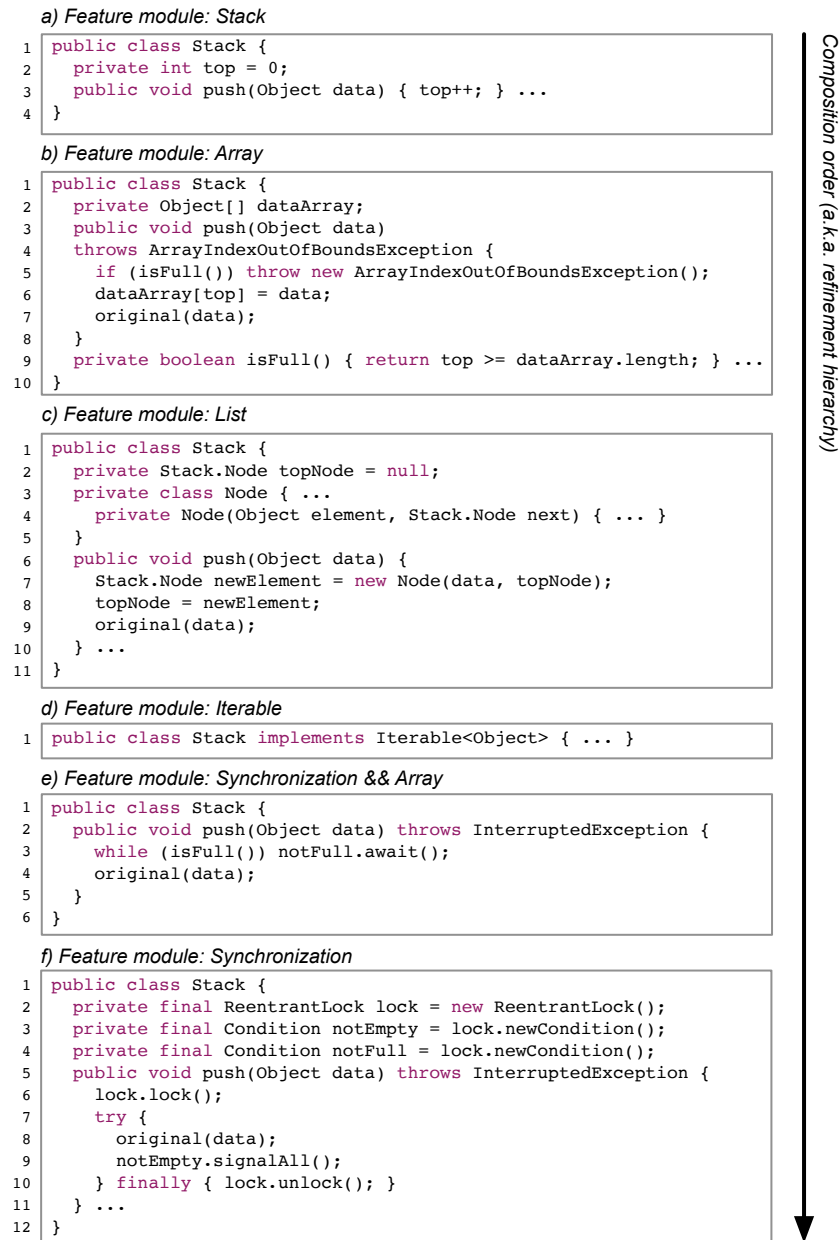 a) Feature module: Stack
1 public class Stack {
2 private int top = 0;
3 public void push(Object data) { top++; } ...
4 }
b) Feature module: Array
1 public class Stack {
2 private Object[] dataArray;
3 public void push(Object data)
4 throws ArrayIndexOutOfBoundsException {
5 if (isFull()) throw new ArrayIndexOutOfBoundsException();
6 dataArray[top] = data;
7 original(data);
8 }
9 private boolean isFull() { return top >= dataArray.length; } ...
10 }
c) Feature module: List
1 public class Stack {
2 private Stack.Node topNode = null;
3 private class Node { ...
4 private Node(Object element, Stack.Node next) { ... }
5 }
6 public void push(Object data) {
7 Stack.Node newElement = new Node(data, topNode);
8 topNode = newElement;
9 original(data);
10 } ...
11 }
d) Feature module: Iterable
1 public class Stack implements Iterable<Object> { ... }
e) Feature module: Synchronization && Array
1 public class Stack {
2 public void push(Object data) throws InterruptedException {
3 while (isFull()) notFull.await();
4 original(data);
5 }
6 }
f) Feature module: Synchronization
1 public class Stack {
2 private final ReentrantLock lock = new ReentrantLock();
3 private final Condition notEmpty = lock.newCondition();
4 private final Condition notFull = lock.newCondition();
5 public void push(Object data) throws InterruptedException {
6 lock.lock();
7 try {
8 original(data);
9 notEmpty.signalAll();
10 } finally { lock.unlock(); }
11 } ...
12 }
Composition order (a.k.a. refinement hierarchy)